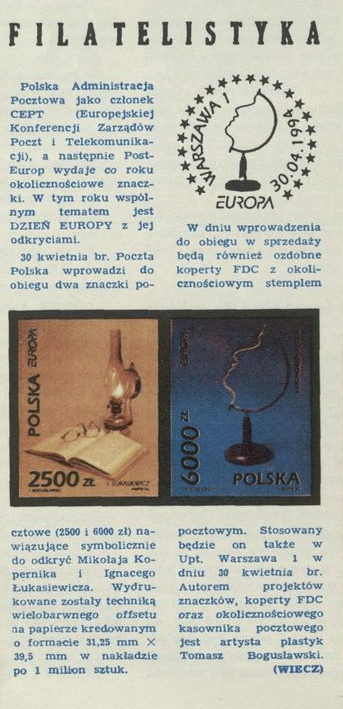 FILATELISTYKA
Polska Administracja
Pocztowa jako członek
CEPT (Europejskiej
Konferencji Zarządów
Poczt i Telekomunika-
cji), a następnie Post-
Europ wydaje co roku
okolicznościowe znacz-
ki. W tym roku wspól-
nym tematem jest
DZIEŃ EUROPY z jej
odkryciami.
30 kwietnia br. Poczta
Polska wprowadzi do
obiegu dwa znaczki po-
cztowe (2500 i 6000 zł) na-
wiązujące symbolicznie
do odkryć Mikołaja Ko-
pernika i Ignacego
Łukasiewicza. Wydru-
kowane zostały techniką
wielobarwnego offsetu
na papierze kredowanym
o formacie 31,25 mm X
39,5 mm w nakładzie
po 1 milion sztuk.
WARSZAWA 1
30.04.1994
EUROPA
W dniu wprowadzenia
do obiegu w sprzedaży
będą również ozdobne
koperty FDC z okoli-
cznościowym stemplem
pocztowym. Stosowany
będzie on także w
Upt. Warszawa 1 w
dniu 30 kwietnia br.
Autorem projektów
znaczków, koperty FDC
oraz okolicznościowego
kasownika pocztowego
jest artysta plastyk
Tomasz Bogusławski.
(WIECZ)
POLSKA EUROPA
2500 ZŁ
I. ŁUKASIEWICZ
EUROPA
6000 ZŁ
POLSKA